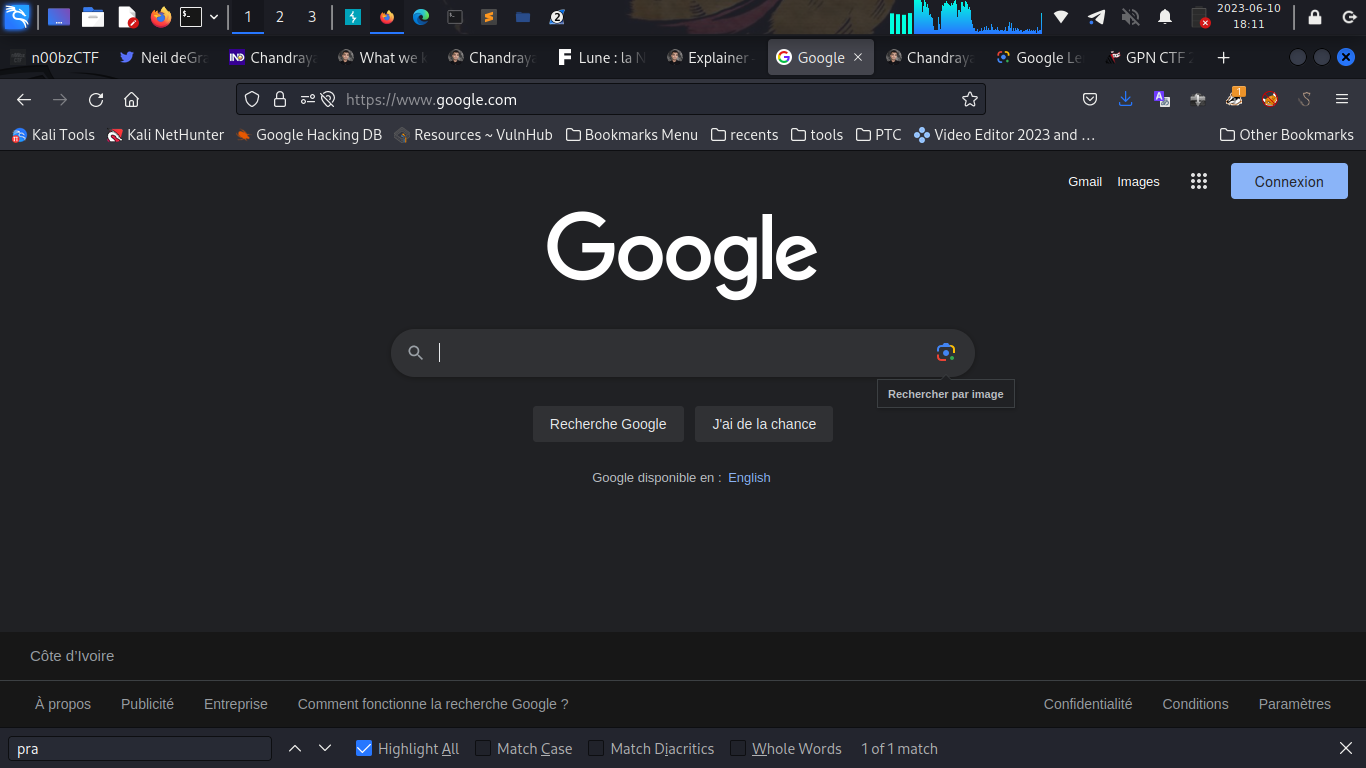 1 2 3
2023-06-10
18:11
n00bzCTF Neil deGra Chandraya What we k Chandraya Lune : la N Explainer - Google Chandraya Google Le GPN CTF 2
https://www.google.com
1
Kali Tools Kali NetHunter Google Hacking DB Resources ~ VulnHub Bookmarks Menu recents tools PTC Video Editor 2023 and … Other Bookmarks
Gmail Images Connexion
Google
Rechercher par image
Recherche Google J'ai de la chance
Google disponible en : English
Côte d’Ivoire
À propos Publicité Entreprise Comment fonctionne la recherche Google ? Confidentialité Conditions Paramètres
pra Highlight All Match Case Match Diacritics Whole Words 1 of 1 match